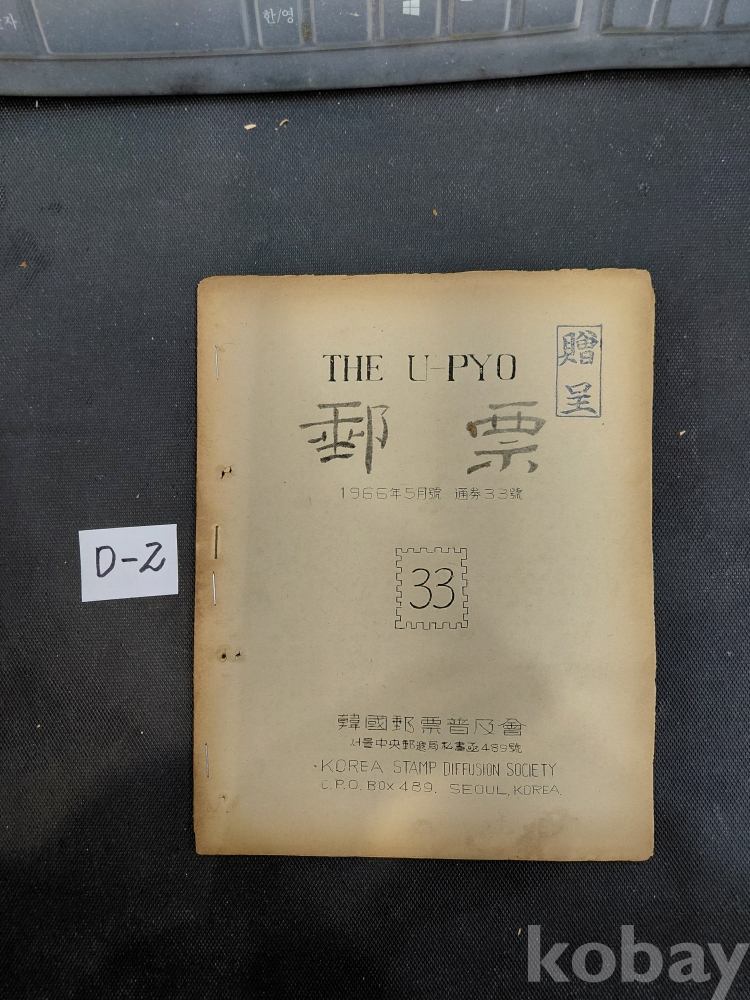 한/영
THE U-PYO
贈呈
郵票
1966年5月號 通券33號
D-2
33
韓國郵票普及會
서울中央郵遞局私書函489號
KOREA STAMP DIFFUSION SOCIETY
C.P.O. BOX 489. SEOUL, KOREA.
kobay